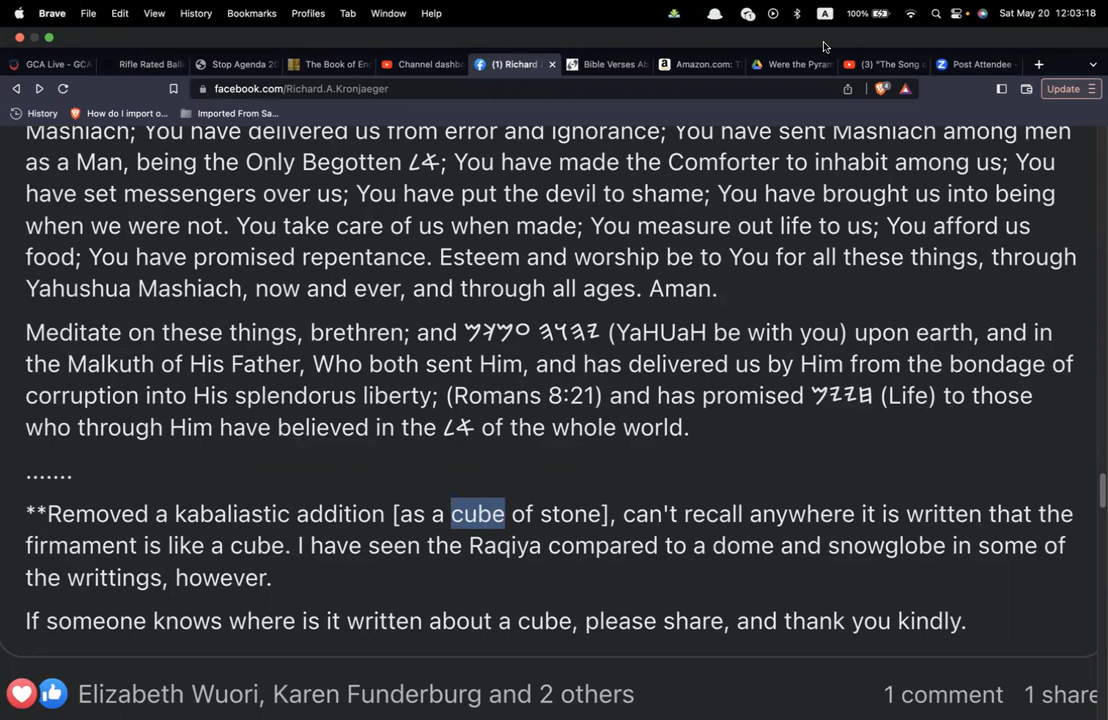 Brave File Edit View History Bookmarks Profiles Tab Window Help 1 A 100% Sat May 20 12:03:18
GCA Live - GCA Rifle Rated Balli Stop Agenda 20 The Book of En Channel dashb (1) Richard Bible Verses Ab Amazon.com: T Were the Pyram (3) "The Song o Post Attendee -
facebook.com/Richard.A.Kronjaeger 4 Update
History How do I import o... Imported From Sa...
Mashiach; You have delivered us from error and ignorance; You have sent Mashiach among men
as a Man, being the Only Begotten 𐤀𐤋; You have made the Comforter to inhabit among us; You
have set messengers over us; You have put the devil to shame; You have brought us into being
when we were not. You take care of us when made; You measure out life to us; You afford us
food; You have promised repentance. Esteem and worship be to You for all these things, through
Yahushua Mashiach, now and ever, and through all ages. Aman.
Meditate on these things, brethren; and 𐤉𐤄𐤅𐤄 𐤏𐤌𐤊𐤌 (YaHUaH be with you) upon earth, and in
the Malkuth of His Father, Who both sent Him, and has delivered us by Him from the bondage of
corruption into His splendorus liberty; (Romans 8:21) and has promised 𐤇𐤉𐤉𐤌 (Life) to those
who through Him have believed in the 𐤀𐤋 of the whole world.
.......
**Removed a kabaliastic addition [as a cube of stone], can't recall anywhere it is written that the
firmament is like a cube. I have seen the Raqiya compared to a dome and snowglobe in some of
the writtings, however.
If someone knows where is it written about a cube, please share, and thank you kindly.
Elizabeth Wuori, Karen Funderburg and 2 others 1 comment 1 share